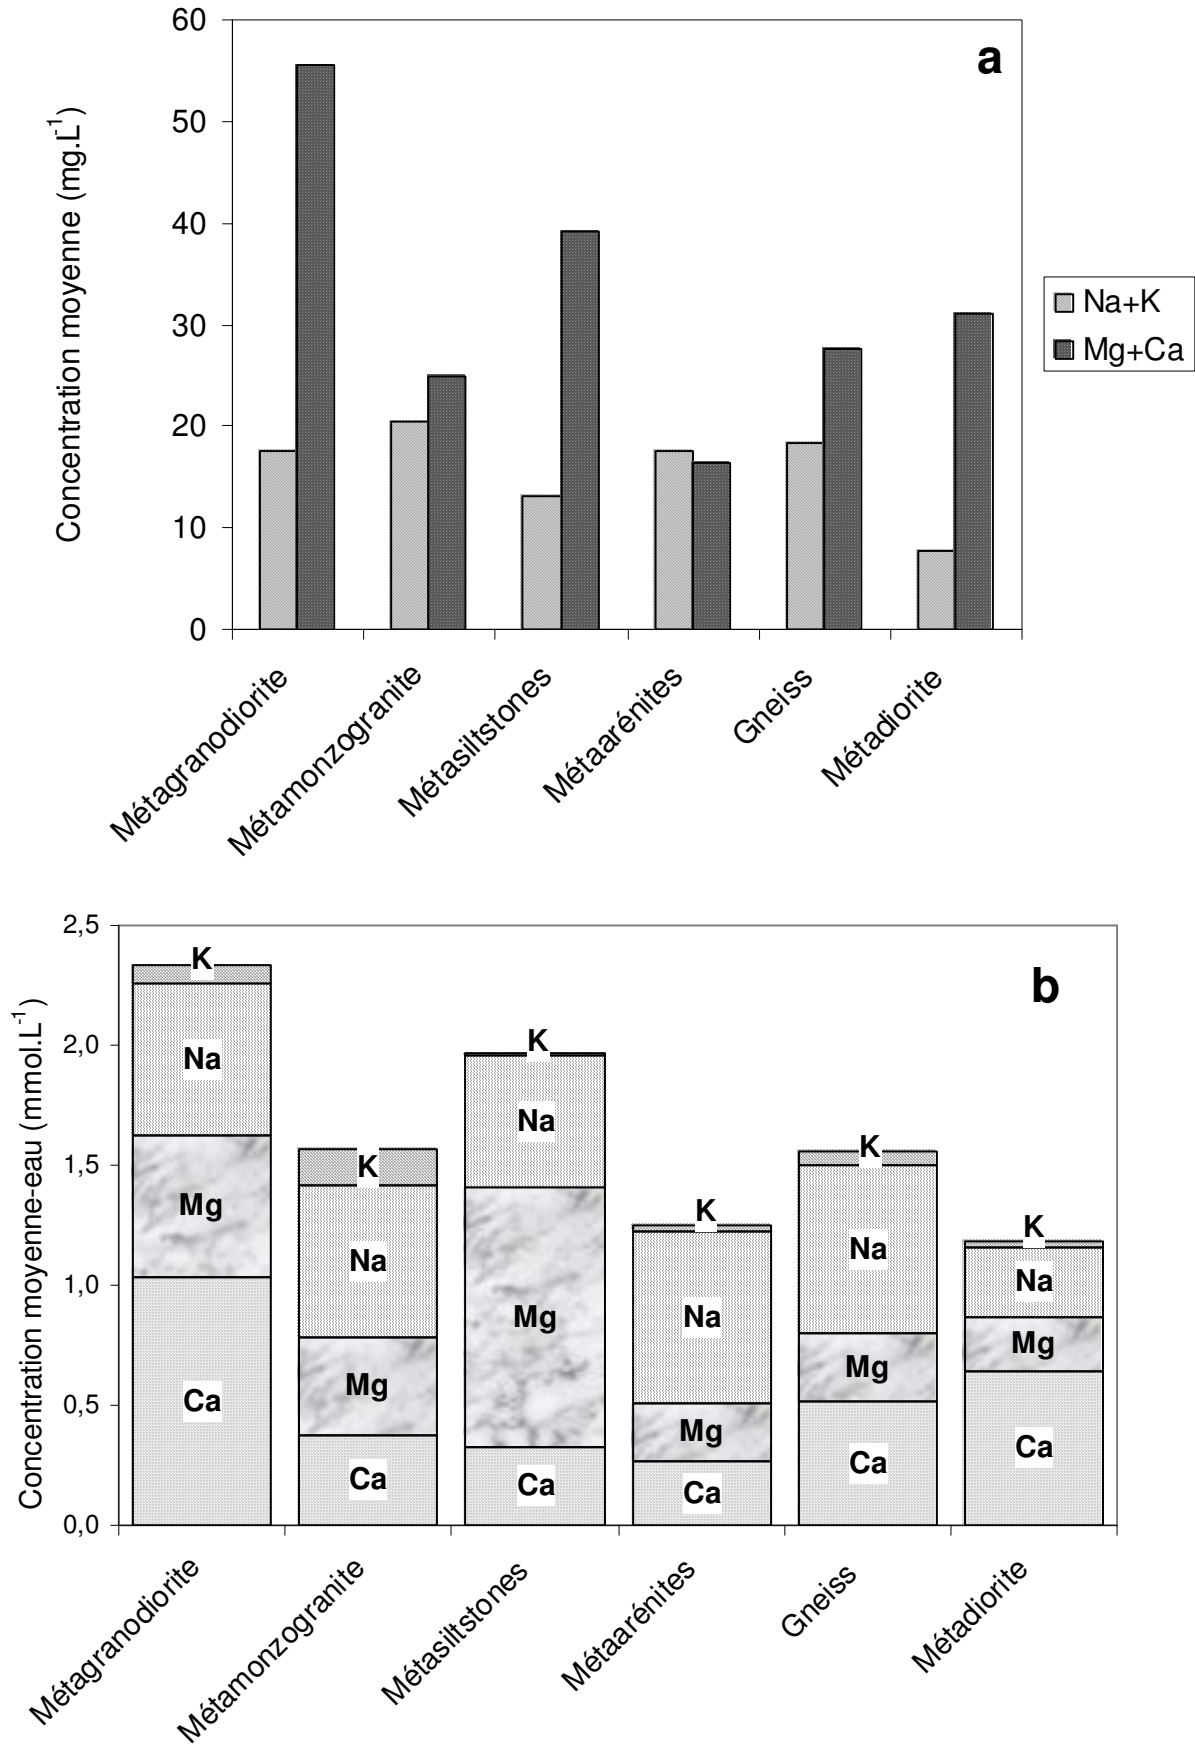 a
60
50
40
30
20
10
0
Concentration moyenne (mg.L-1)
Na+K
Mg+Ca
Métagranodiorite
Métamonzogranite
Métasiltstones
Métaarénites
Gneiss
Métadiorite
b
2,5
2,0
1,5
1,0
0,5
0,0
Concentration moyenne-eau (mmol.L-1)
K
Na
Mg
Ca
K
Na
Mg
Ca
K
Na
Mg
Ca
K
Na
Mg
Ca
K
Na
Mg
Ca
K
Na
Mg
Ca
Métagranodiorite
Métamonzogranite
Métasiltstones
Métaarénites
Gneiss
Métadiorite